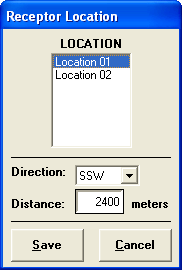 Receptor Location
LOCATION
Location 01
Location 02
Direction: SSW
Distance: 2400 meters
Save Cancel